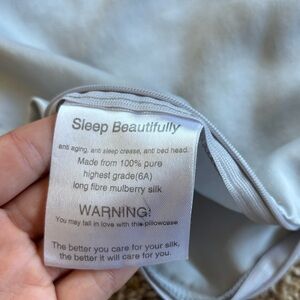 Sleep Beautifully
anti aging, anti sleep crease, anti bed head.
Made from 100% pure
highest grade(6A)
long fibre mulberry silk
WARNING:
You may fall in love with this pillowcase
The better you care for your silk,
the better it will care for you.